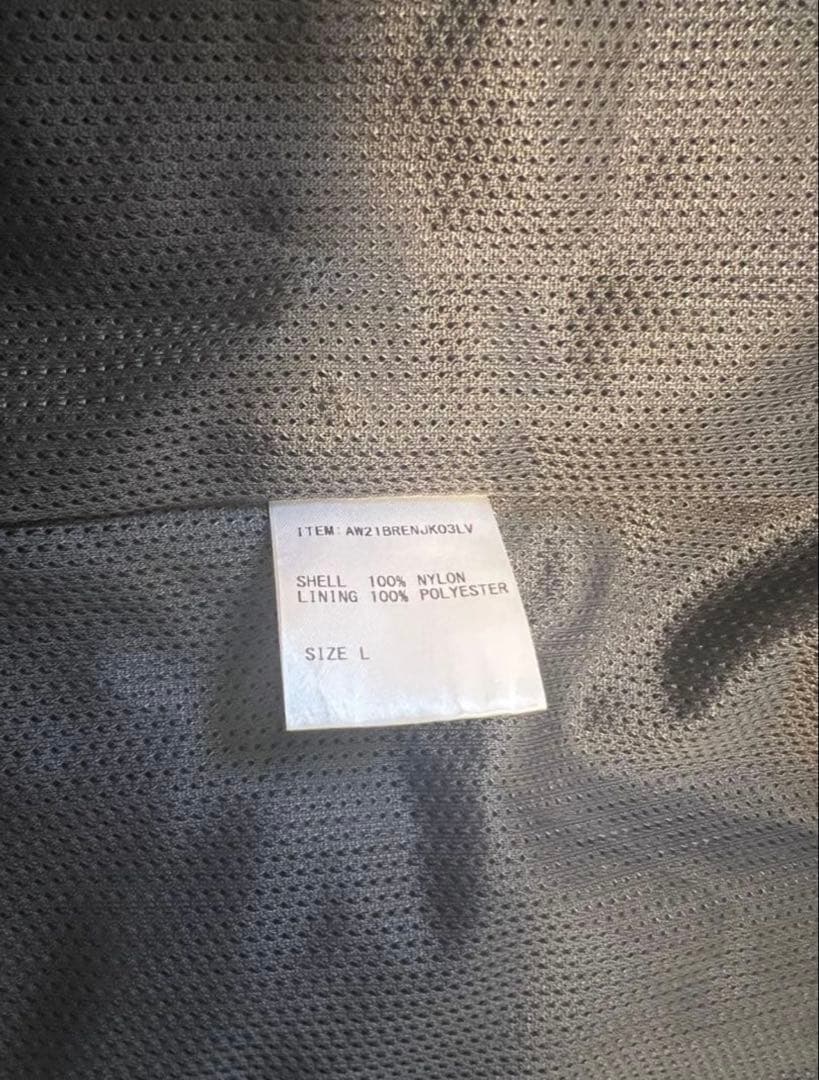 ITEM: AW21BRENJK03LV
SHELL 100% NYLON
LINING 100% POLYESTER
SIZE L